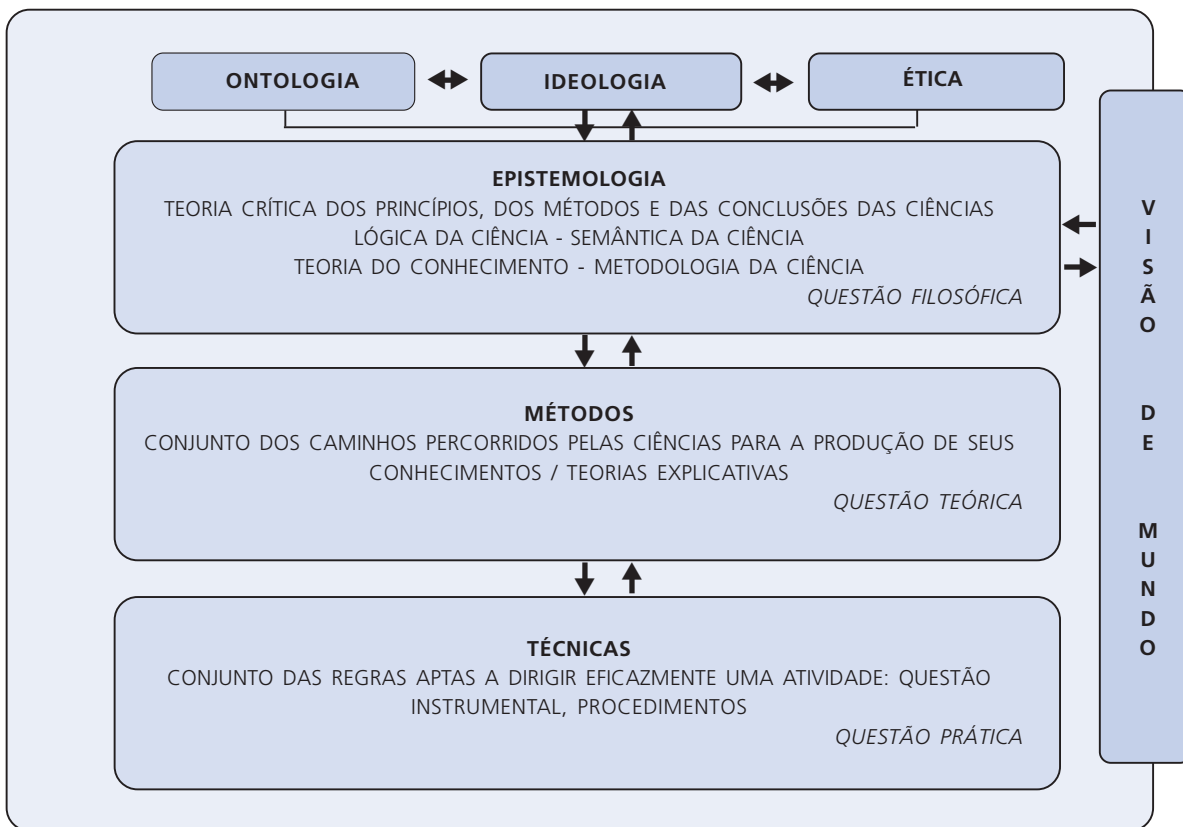 ONTOLOGIA
IDEOLOGIA
ÉTICA
EPISTEMOLOGIA
TEORIA CRÍTICA DOS PRINCÍPIOS, DOS MÉTODOS E DAS CONCLUSÕES DAS CIÊNCIAS
LÓGICA DA CIÊNCIA - SEMÂNTICA DA CIÊNCIA
TEORIA DO CONHECIMENTO - METODOLOGIA DA CIÊNCIA
QUESTÃO FILOSÓFICA
MÉTODOS
CONJUNTO DOS CAMINHOS PERCORRIDOS PELAS CIÊNCIAS PARA A PRODUÇÃO DE SEUS
CONHECIMENTOS / TEORIAS EXPLICATIVAS
QUESTÃO TEÓRICA
TÉCNICAS
CONJUNTO DAS REGRAS APTAS A DIRIGIR EFICAZMENTE UMA ATIVIDADE: QUESTÃO
INSTRUMENTAL, PROCEDIMENTOS
QUESTÃO PRÁTICA
VISÃO DE MUNDO